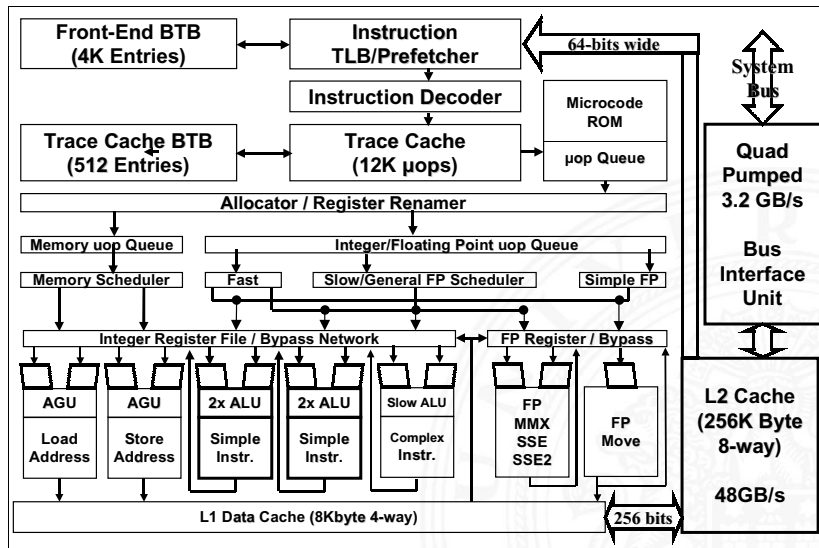 Front-End BTB
(4K Entries)
Instruction
TLB/Prefetcher
64-bits wide
System
Bus
Instruction Decoder
Microcode
ROM
Trace Cache BTB
(512 Entries)
Trace Cache
(12K µops)
µop Queue
Quad
Pumped
3.2 GB/s
Bus
Interface
Unit
Allocator / Register Renamer
Memory uop Queue
Integer/Floating Point uop Queue
Memory Scheduler
Fast
Slow/General FP Scheduler
Simple FP
Integer Register File / Bypass Network
FP Register / Bypass
AGU
AGU
2x ALU
2x ALU
Slow ALU
Load
Address
Store
Address
Simple
Instr.
Simple
Instr.
Complex
Instr.
FP
MMX
SSE
SSE2
FP
Move
L2 Cache
(256K Byte
8-way)
48GB/s
L1 Data Cache (8Kbyte 4-way)
256 bits